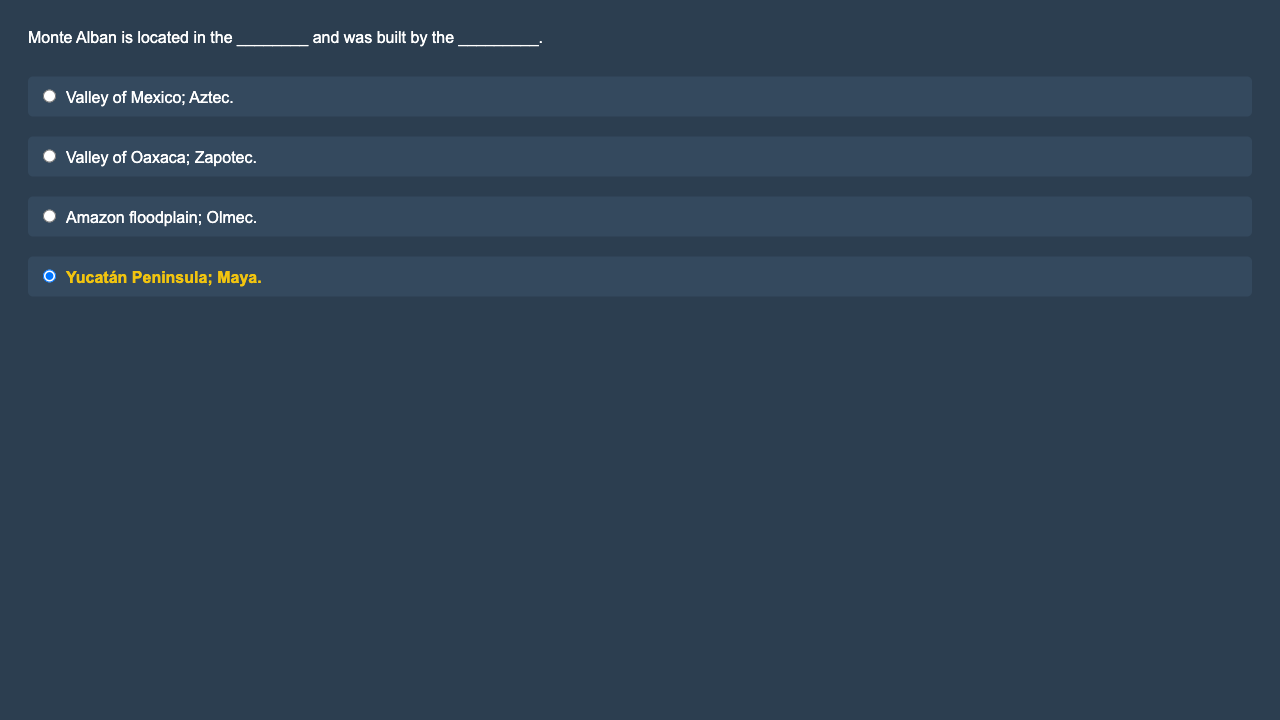 Monte Alban is located in the ________ and was built by the _________.
Valley of Mexico; Aztec.
Valley of Oaxaca; Zapotec.
Amazon floodplain; Olmec.
Yucatán Peninsula; Maya.